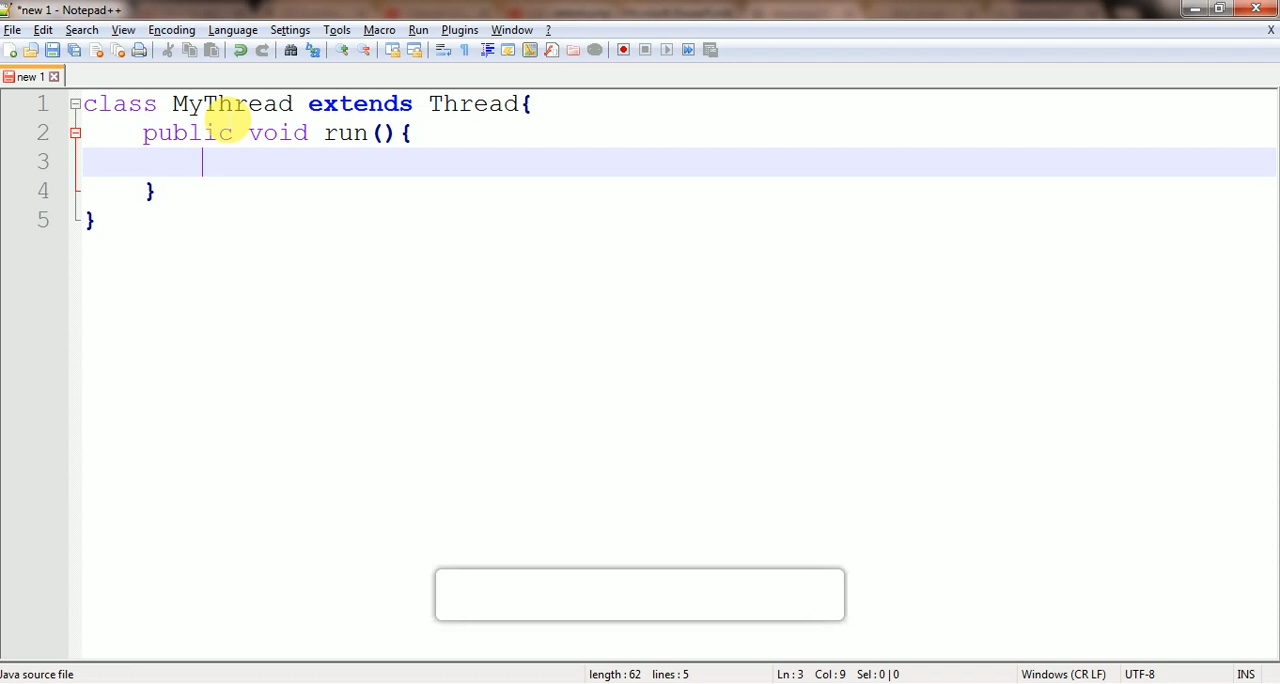 *new 1 - Notepad++
File Edit Search View Encoding Language Settings Tools Macro Run Plugins Window ? X
new 1
1 class MyThread extends Thread{
2 public void run(){
3
4 }
5 }
Java source file length : 62 lines : 5 Ln : 3 Col : 9 Sel : 0 | 0 Windows (CR LF) UTF-8 INS